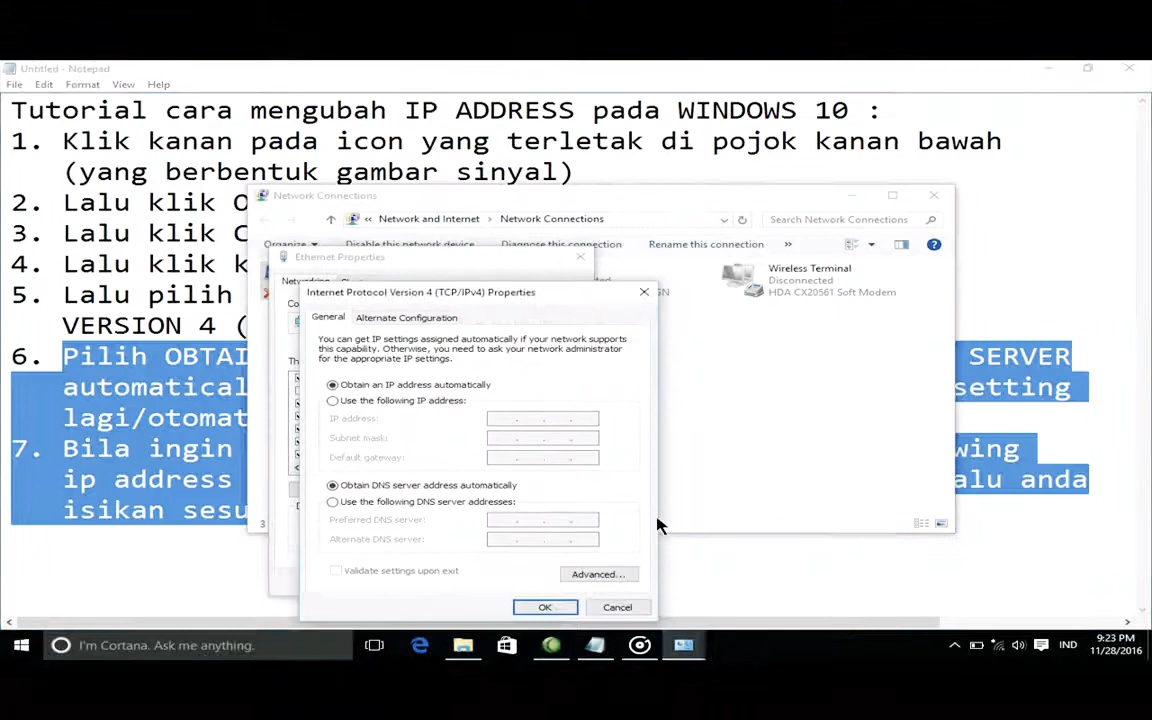 Untitled - Notepad
File Edit Format View Help
Tutorial cara mengubah IP ADDRESS pada WINDOWS 10 :
1. Klik kanan pada icon yang terletak di pojok kanan bawah
(yang berbentuk gambar sinyal)
2. Lalu klik O
3. Lalu klik C
4. Lalu klik k
5. Lalu pilih
VERSION 4 (
6. Pilih OBTAI SERVER
automatical setting
lagi/otomat
7. Bila ingin wing
ip address alu anda
isikan sesu
Network Connections
« Network and Internet › Network Connections
Search Network Connections
Organize Disable this network device Diagnose this connection Rename this connection »
Wireless Terminal
Disconnected
HDA CX20561 Soft Modem
Ethernet Properties
Internet Protocol Version 4 (TCP/IPv4) Properties
General Alternate Configuration
You can get IP settings assigned automatically if your network supports
this capability. Otherwise, you need to ask your network administrator
for the appropriate IP settings.
Obtain an IP address automatically
Use the following IP address:
IP address:
Subnet mask:
Default gateway:
Obtain DNS server address automatically
Use the following DNS server addresses:
Preferred DNS server:
Alternate DNS server:
Validate settings upon exit
Advanced...
OK Cancel
I'm Cortana. Ask me anything.
IND
9:23 PM
11/28/2016